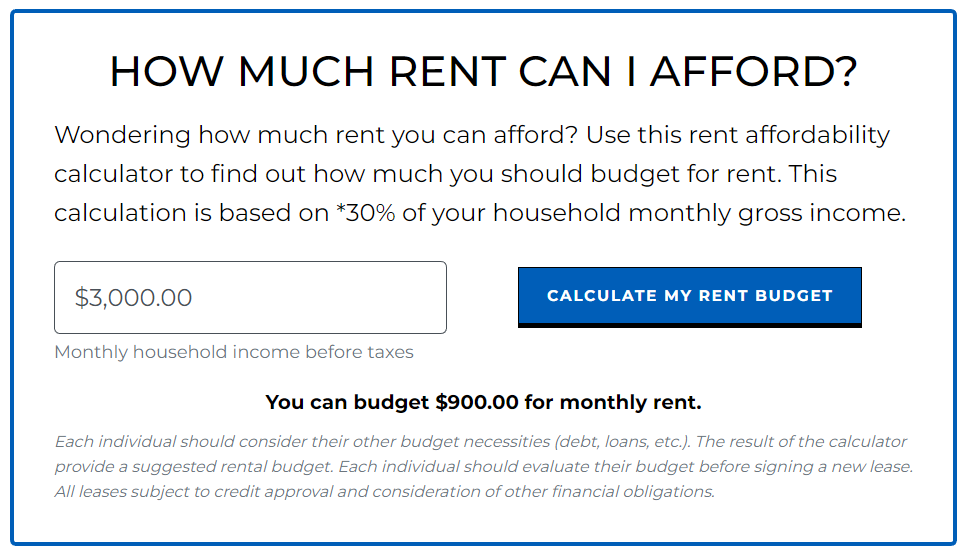 HOW MUCH RENT CAN I AFFORD?
Wondering how much rent you can afford? Use this rent affordability
calculator to find out how much you should budget for rent. This
calculation is based on *30% of your household monthly gross income.
$3,000.00
CALCULATE MY RENT BUDGET
Monthly household income before taxes
You can budget $900.00 for monthly rent.
Each individual should consider their other budget necessities (debt, loans, etc.). The result of the calculator
provide a suggested rental budget. Each individual should evaluate their budget before signing a new lease.
All leases subject to credit approval and consideration of other financial obligations.